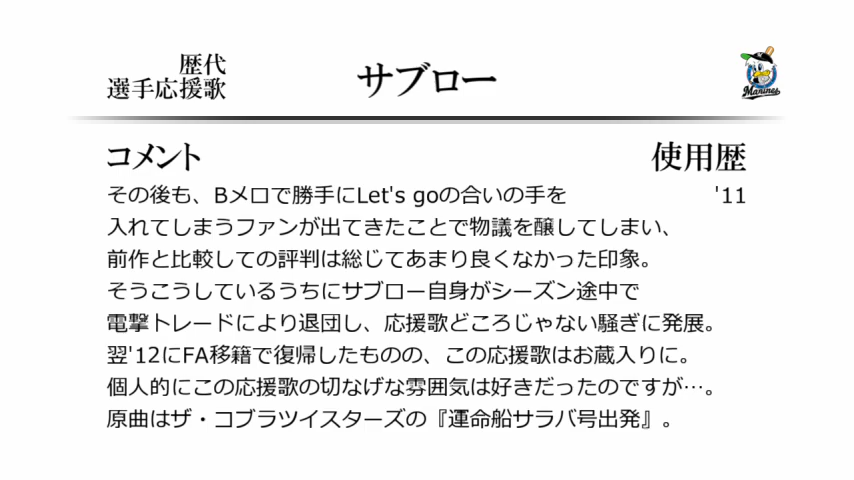 歴代
選手応援歌
サブロー
Marines
コメント
使用歴
その後も、Bメロで勝手にLet's goの合いの手を
'11
入れてしまうファンが出てきたことで物議を醸してしまい、
前作と比較しての評判は総じてあまり良くなかった印象。
そうこうしているうちにサブロー自身がシーズン途中で
電撃トレードにより退団し、応援歌どころじゃない騒ぎに発展。
翌'12にFA移籍で復帰したものの、この応援歌はお蔵入りに。
個人的にこの応援歌の切なげな雰囲気は好きだったのですが…。
原曲はザ・コブラツイスターズの『運命船サラバ号出発』。